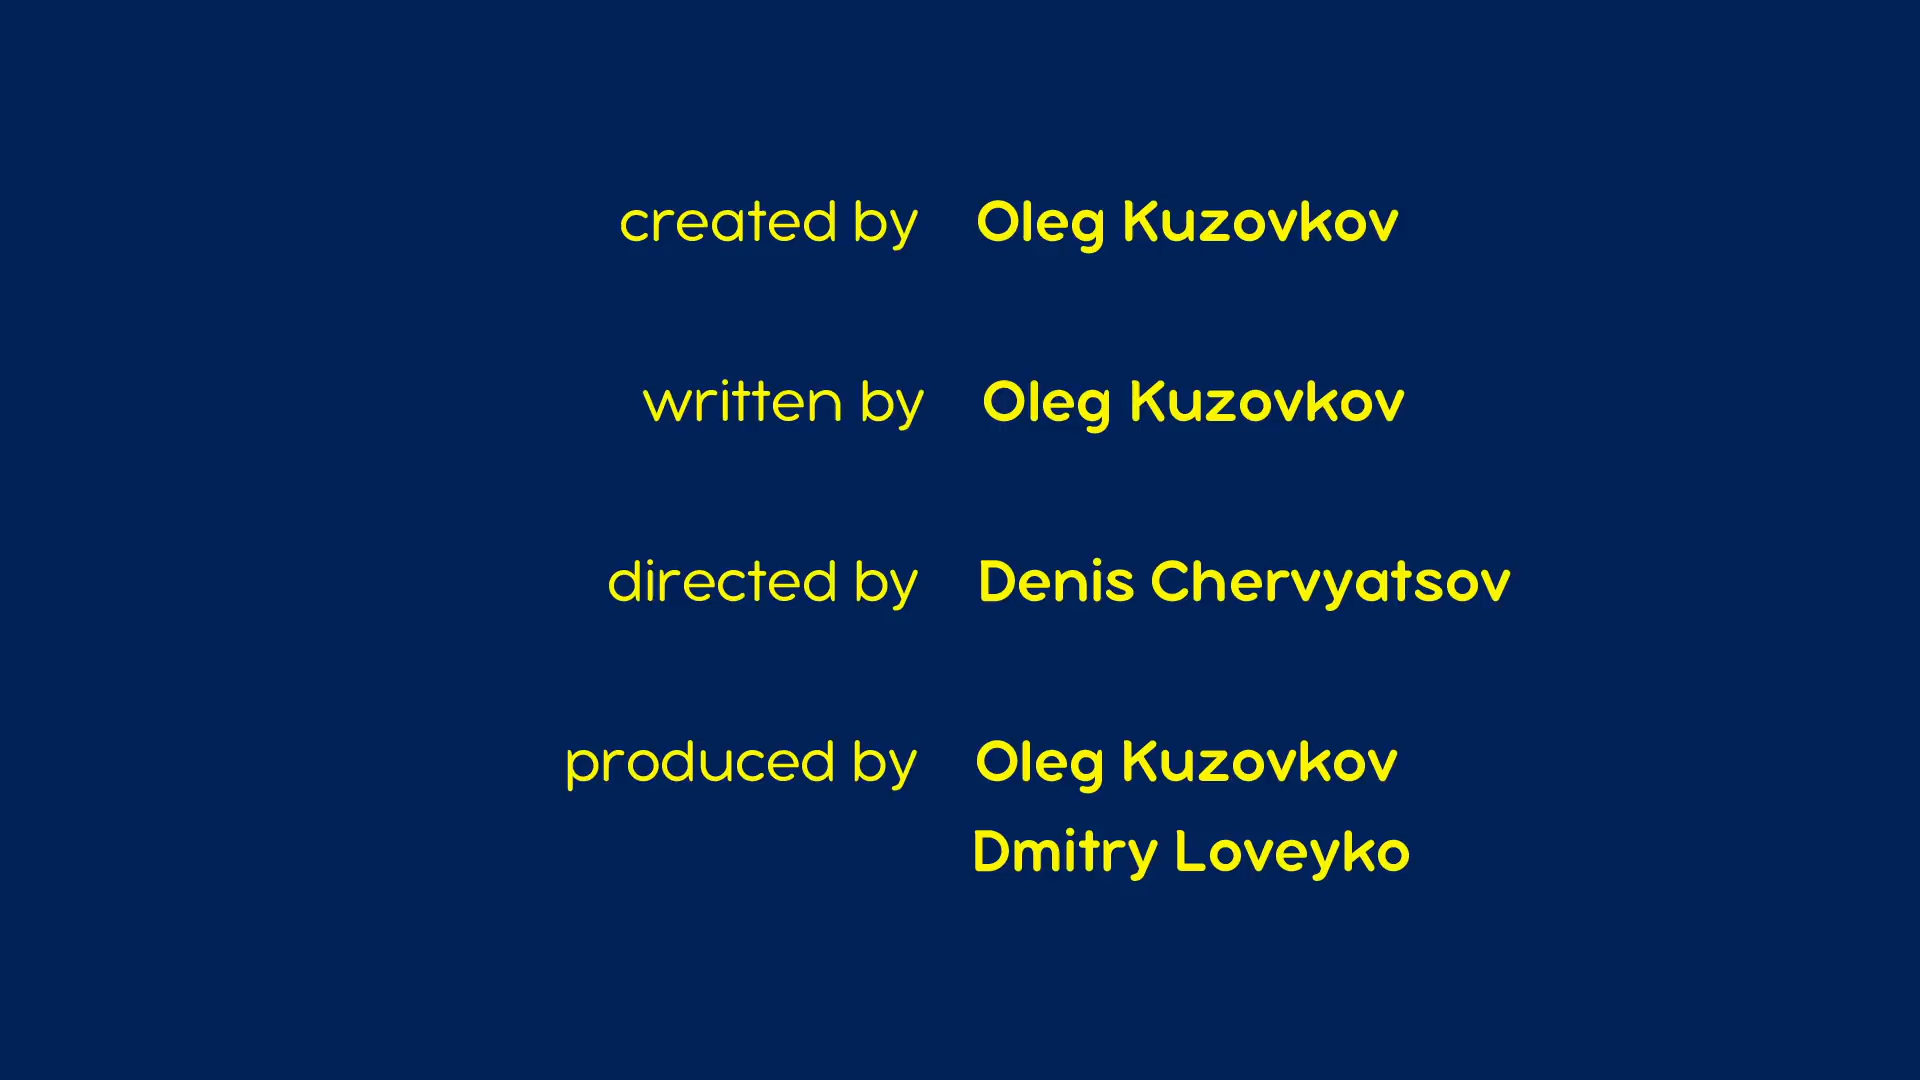 created by Oleg Kuzovkov
written by Oleg Kuzovkov
directed by Denis Chervyatsov
produced by Oleg Kuzovkov
Dmitry Loveyko